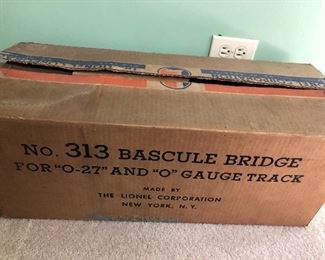 No. 313 BASCULE BRIDGE
FOR "O-27" AND "O" GAUGE TRACK
MADE BY
THE LIONEL CORPORATION
NEW YORK, N. Y.